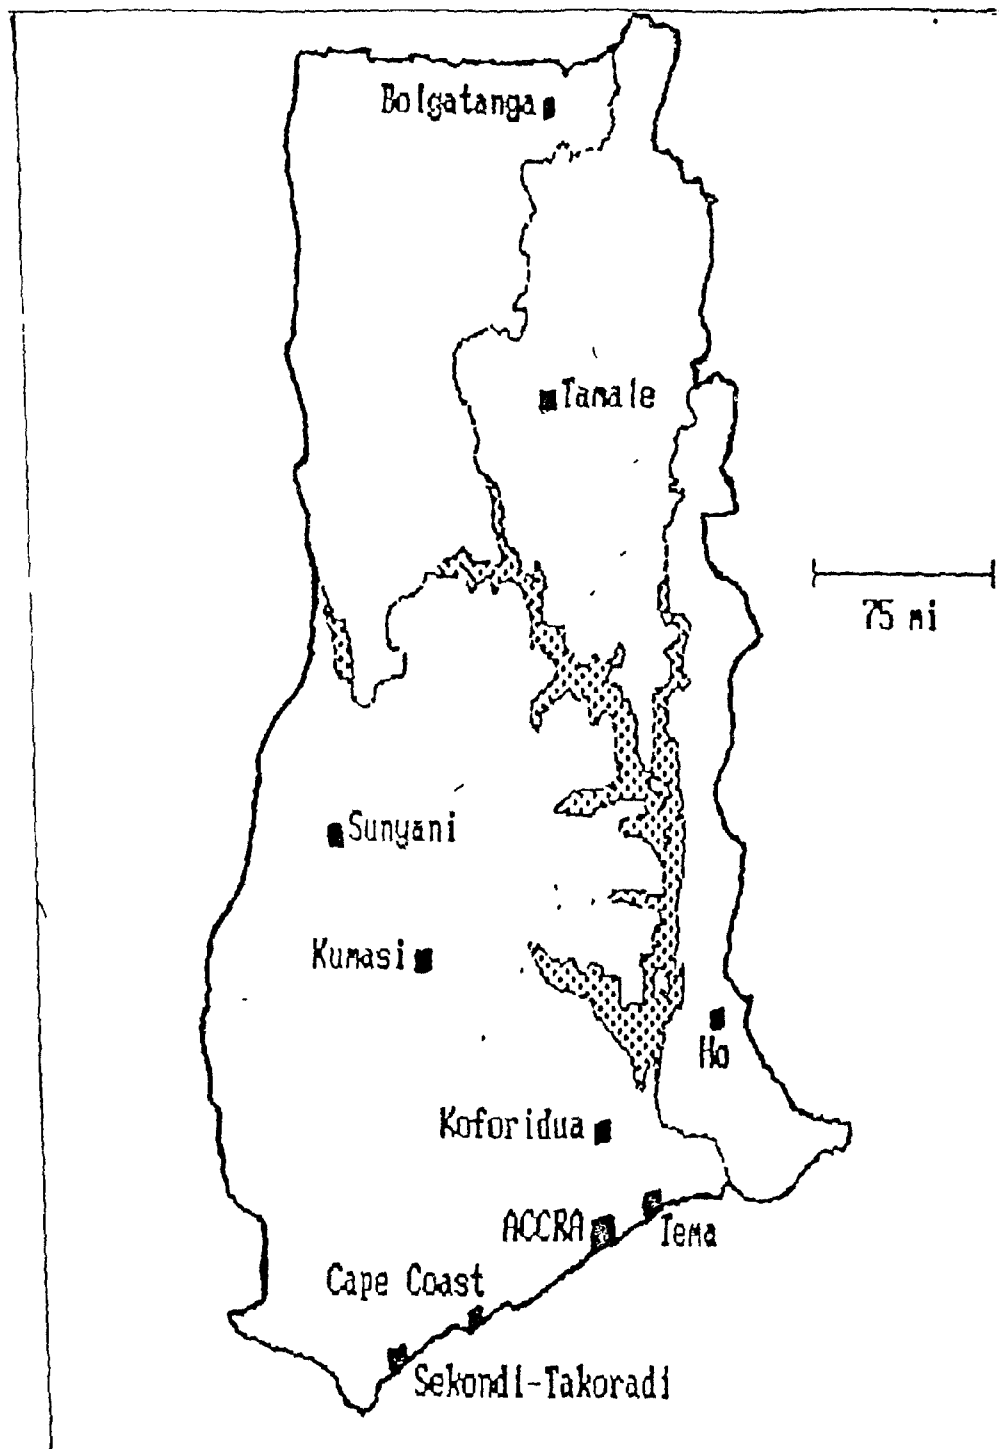 Bolgatanga
Tamale
75 mi
Sunyani
Kumasi
Ho
Koforidua
ACCRA
Tema
Cape Coast
Sekondi-Takoradi